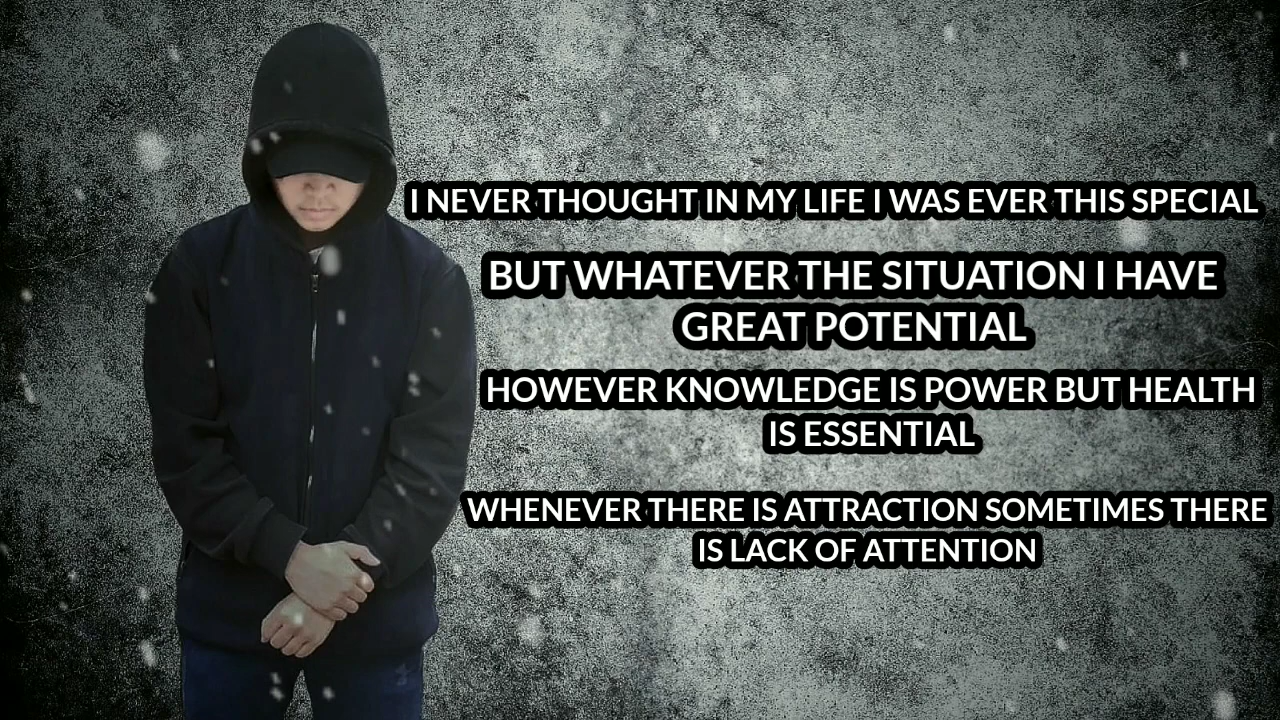 I NEVER THOUGHT IN MY LIFE I WAS EVER THIS SPECIAL
BUT WHATEVER THE SITUATION I HAVE
GREAT POTENTIAL
HOWEVER KNOWLEDGE IS POWER BUT HEALTH
IS ESSENTIAL
WHENEVER THERE IS ATTRACTION SOMETIMES THERE
IS LACK OF ATTENTION